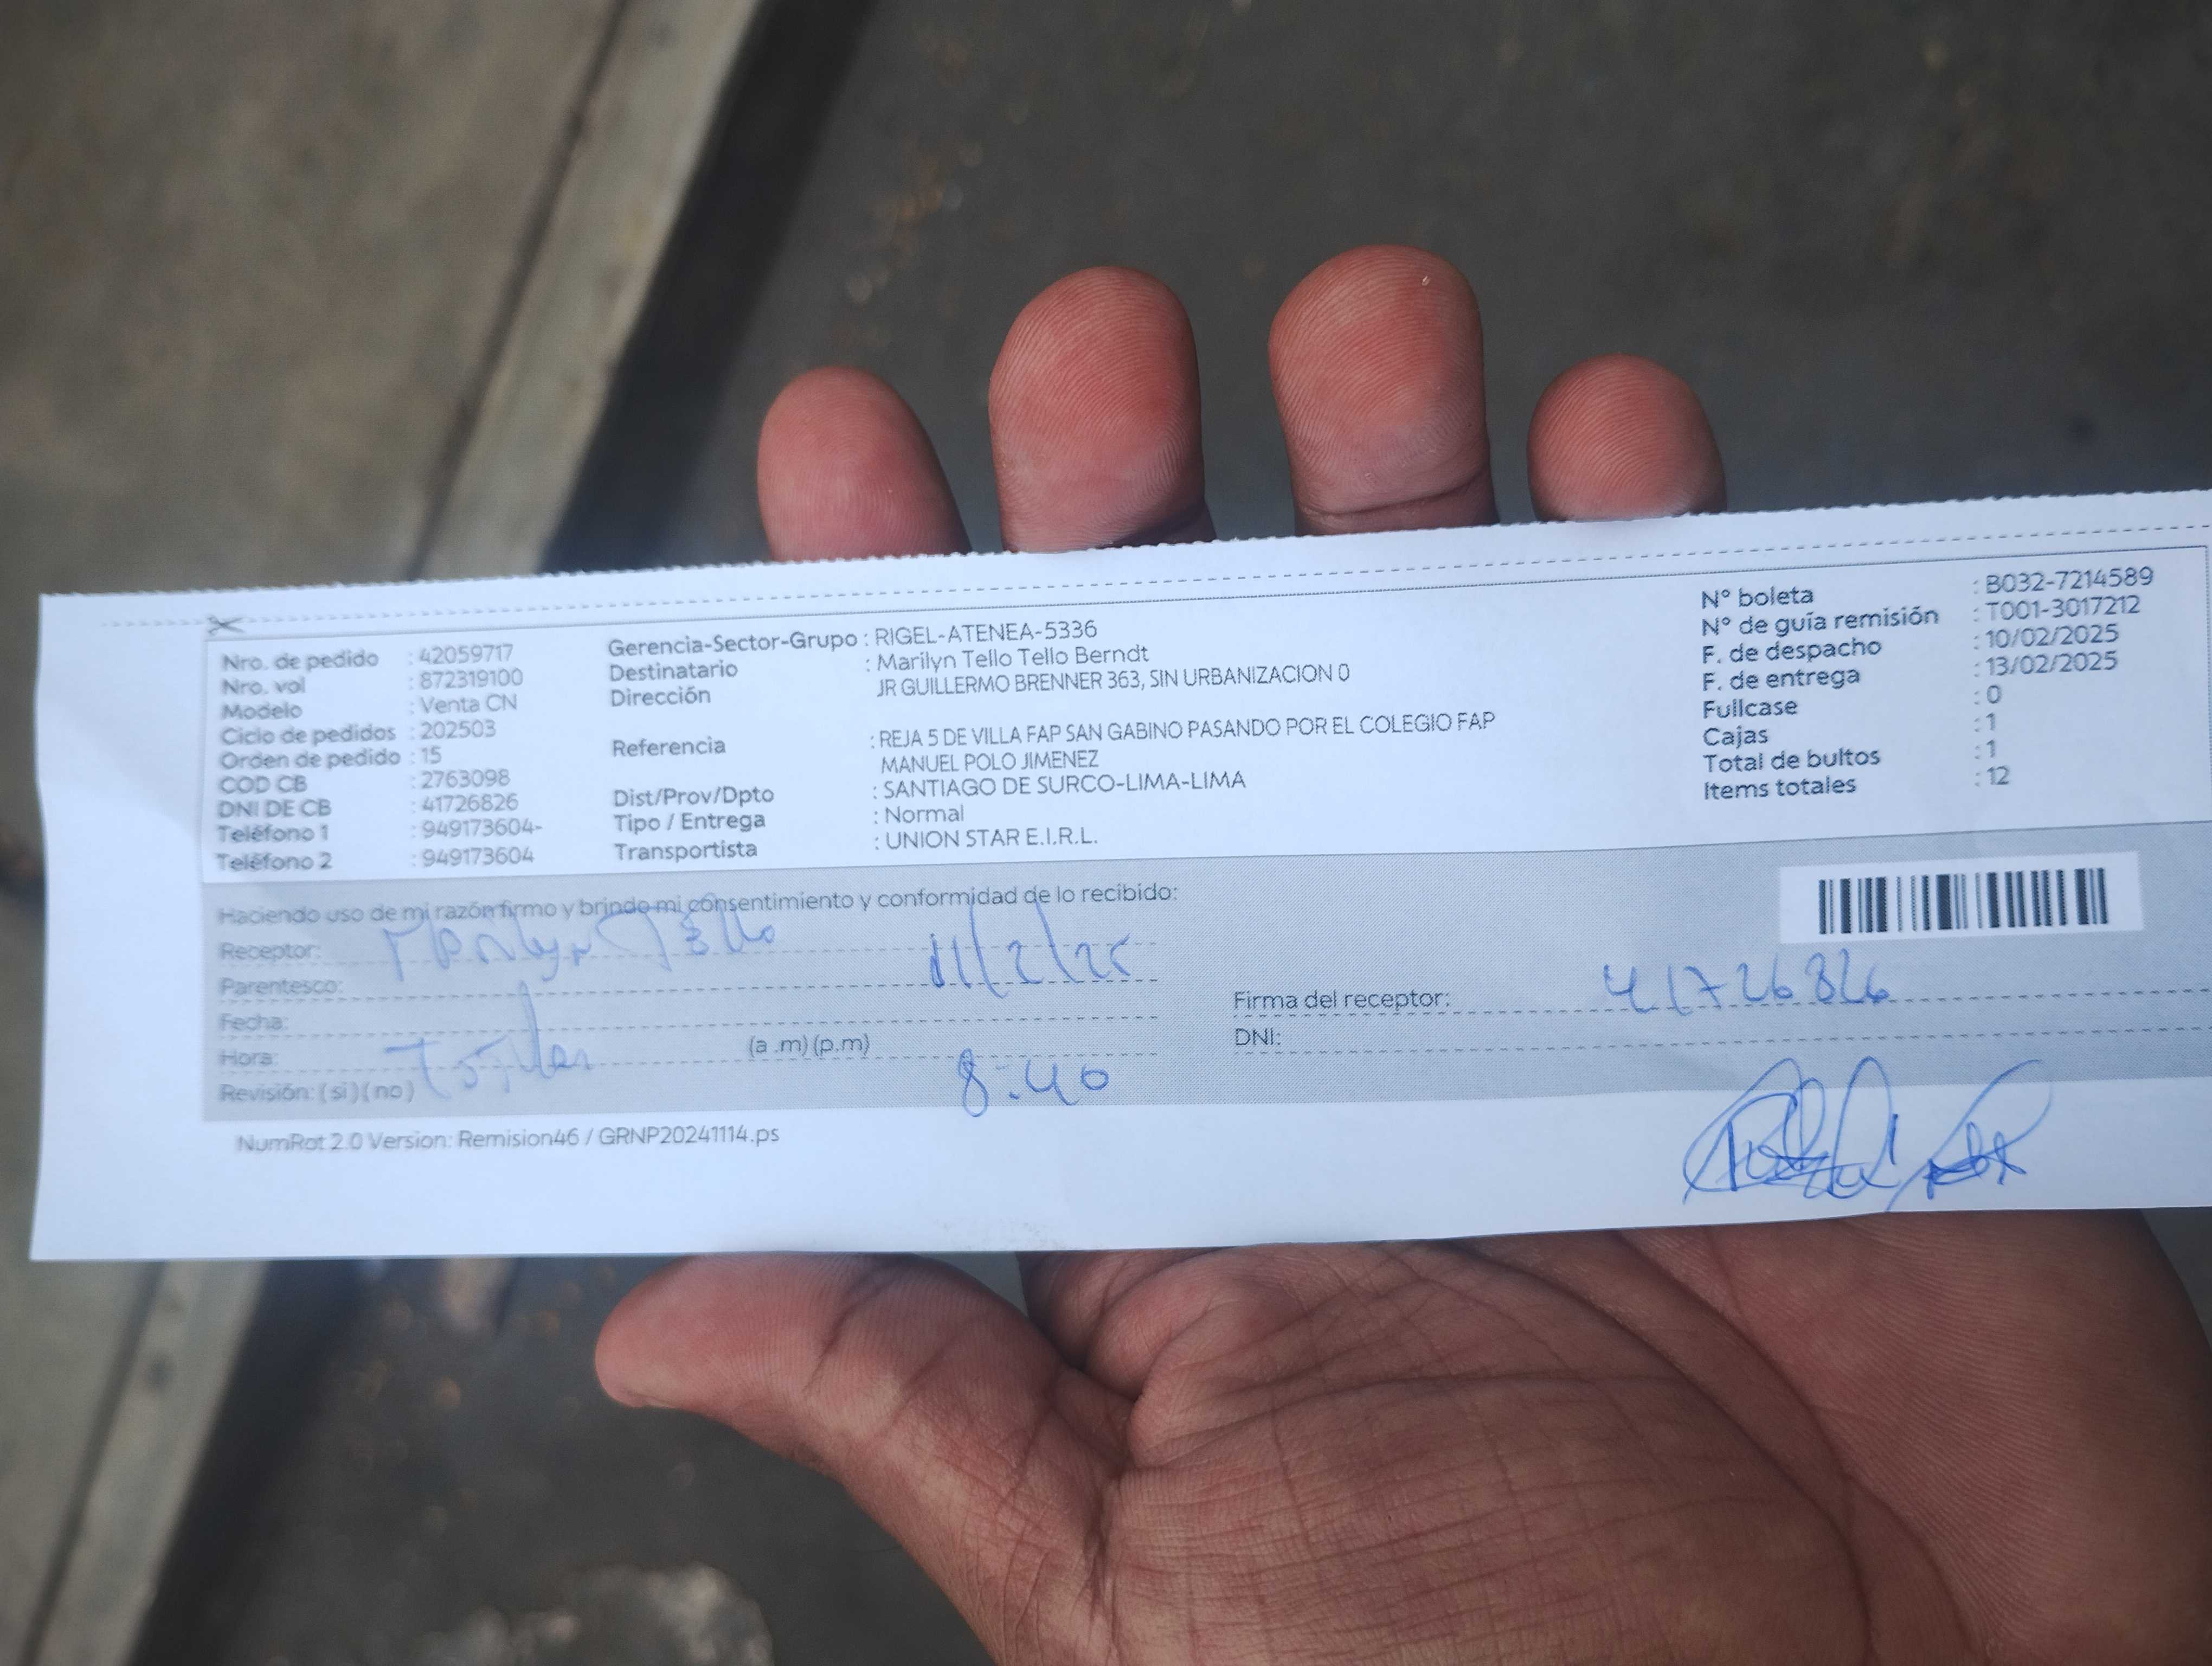 Nro. de pedido : 42059717
Nro. vol : 872319100
Modelo : Venta CN
Ciclo de pedidos : 202503
Orden de pedido : 15
COD CB : 2763098
DNI DE CB : 41726826
Teléfono 1 : 949173604-
Teléfono 2 : 949173604
Gerencia-Sector-Grupo : RIGEL-ATENEA-5336
Destinatario : Marilyn Tello Tello Berndt
Dirección JR GUILLERMO BRENNER 363, SIN URBANIZACION 0
Referencia : REJA 5 DE VILLA FAP SAN GABINO PASANDO POR EL COLEGIO FAP
MANUEL POLO JIMENEZ
Dist/Prov/Dpto : SANTIAGO DE SURCO-LIMA-LIMA
Tipo / Entrega : Normal
Transportista : UNION STAR E.I.R.L.
N° boleta : B032-7214589
N° de guía remisión : T001-3017212
F. de despacho : 10/02/2025
F. de entrega : 13/02/2025
Fullcase : 0
Cajas : 1
Total de bultos : 1
Items totales : 12
Haciendo uso de mi razón firmo y brindo mi consentimiento y conformidad de lo recibido:
Receptor: Marilyn Tello
Parentesco: 11/2/25
Fecha:
Hora: (a .m) (p.m)
Revisión: ( si ) ( no ) 8:40
Firma del receptor: 41726826
DNI:
NumRot 2.0 Version: Remision46 / GRNP20241114.ps